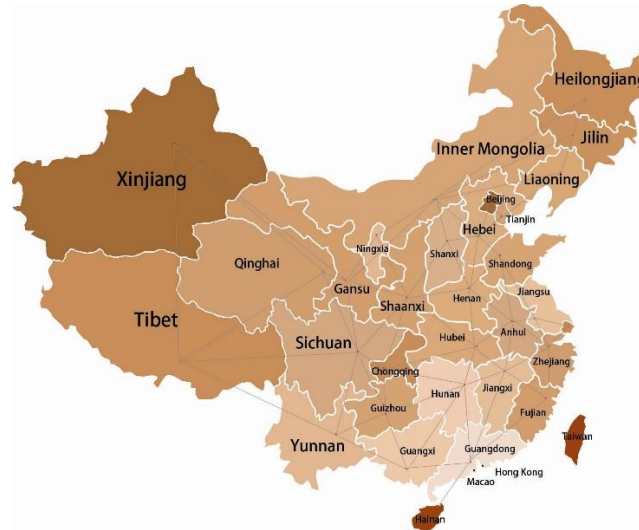 Heilongjiang
Jilin
Inner Mongolia
Liaoning
Xinjiang
Beijing
Tianjin
Hebei
Ningxia
Shanxi
Qinghai
Shandong
Gansu
Jiangsu
Shaanxi
Henan
Tibet
Anhui
Sichuan
Hubei
Zhejiang
Chongqing
Hunan
Jiangxi
Guizhou
Fujian
Yunnan
Guangxi
Guangdong
Taiwan
Hong Kong
Macao
Hainan